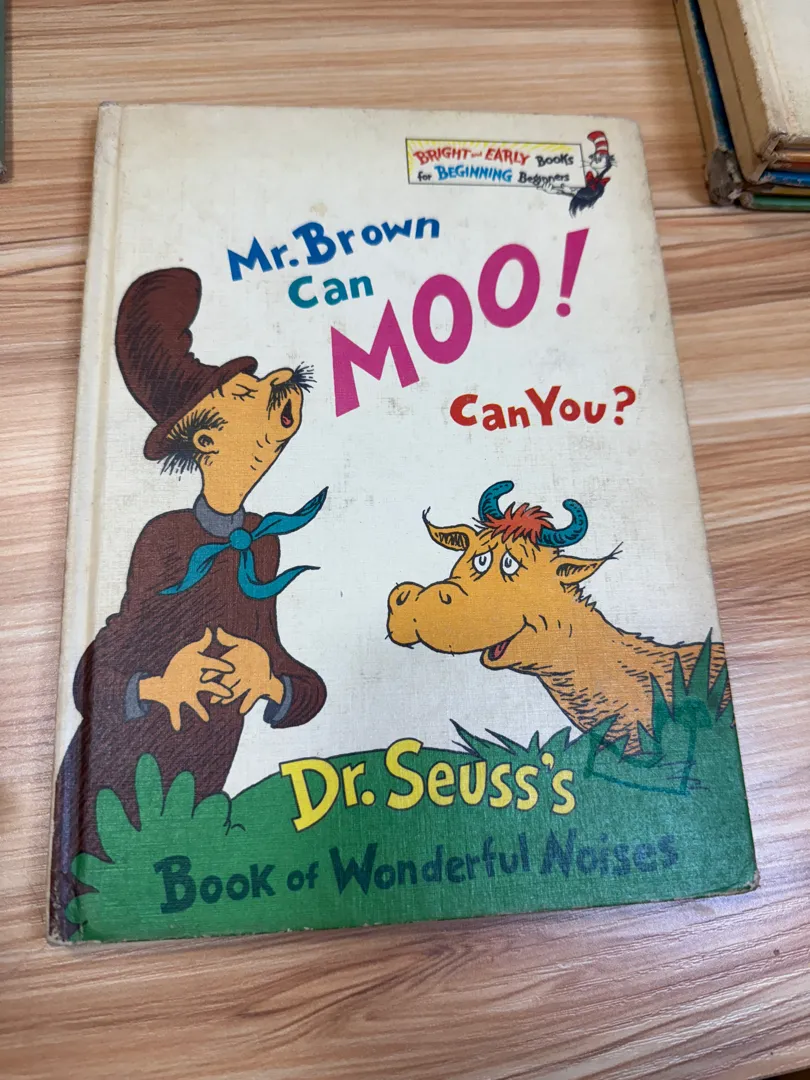 BRIGHT and EARLY Books
for BEGINNING Beginners
Mr. Brown
Can
MOO!
Can You?
Dr. Seuss's
Book of Wonderful Noises